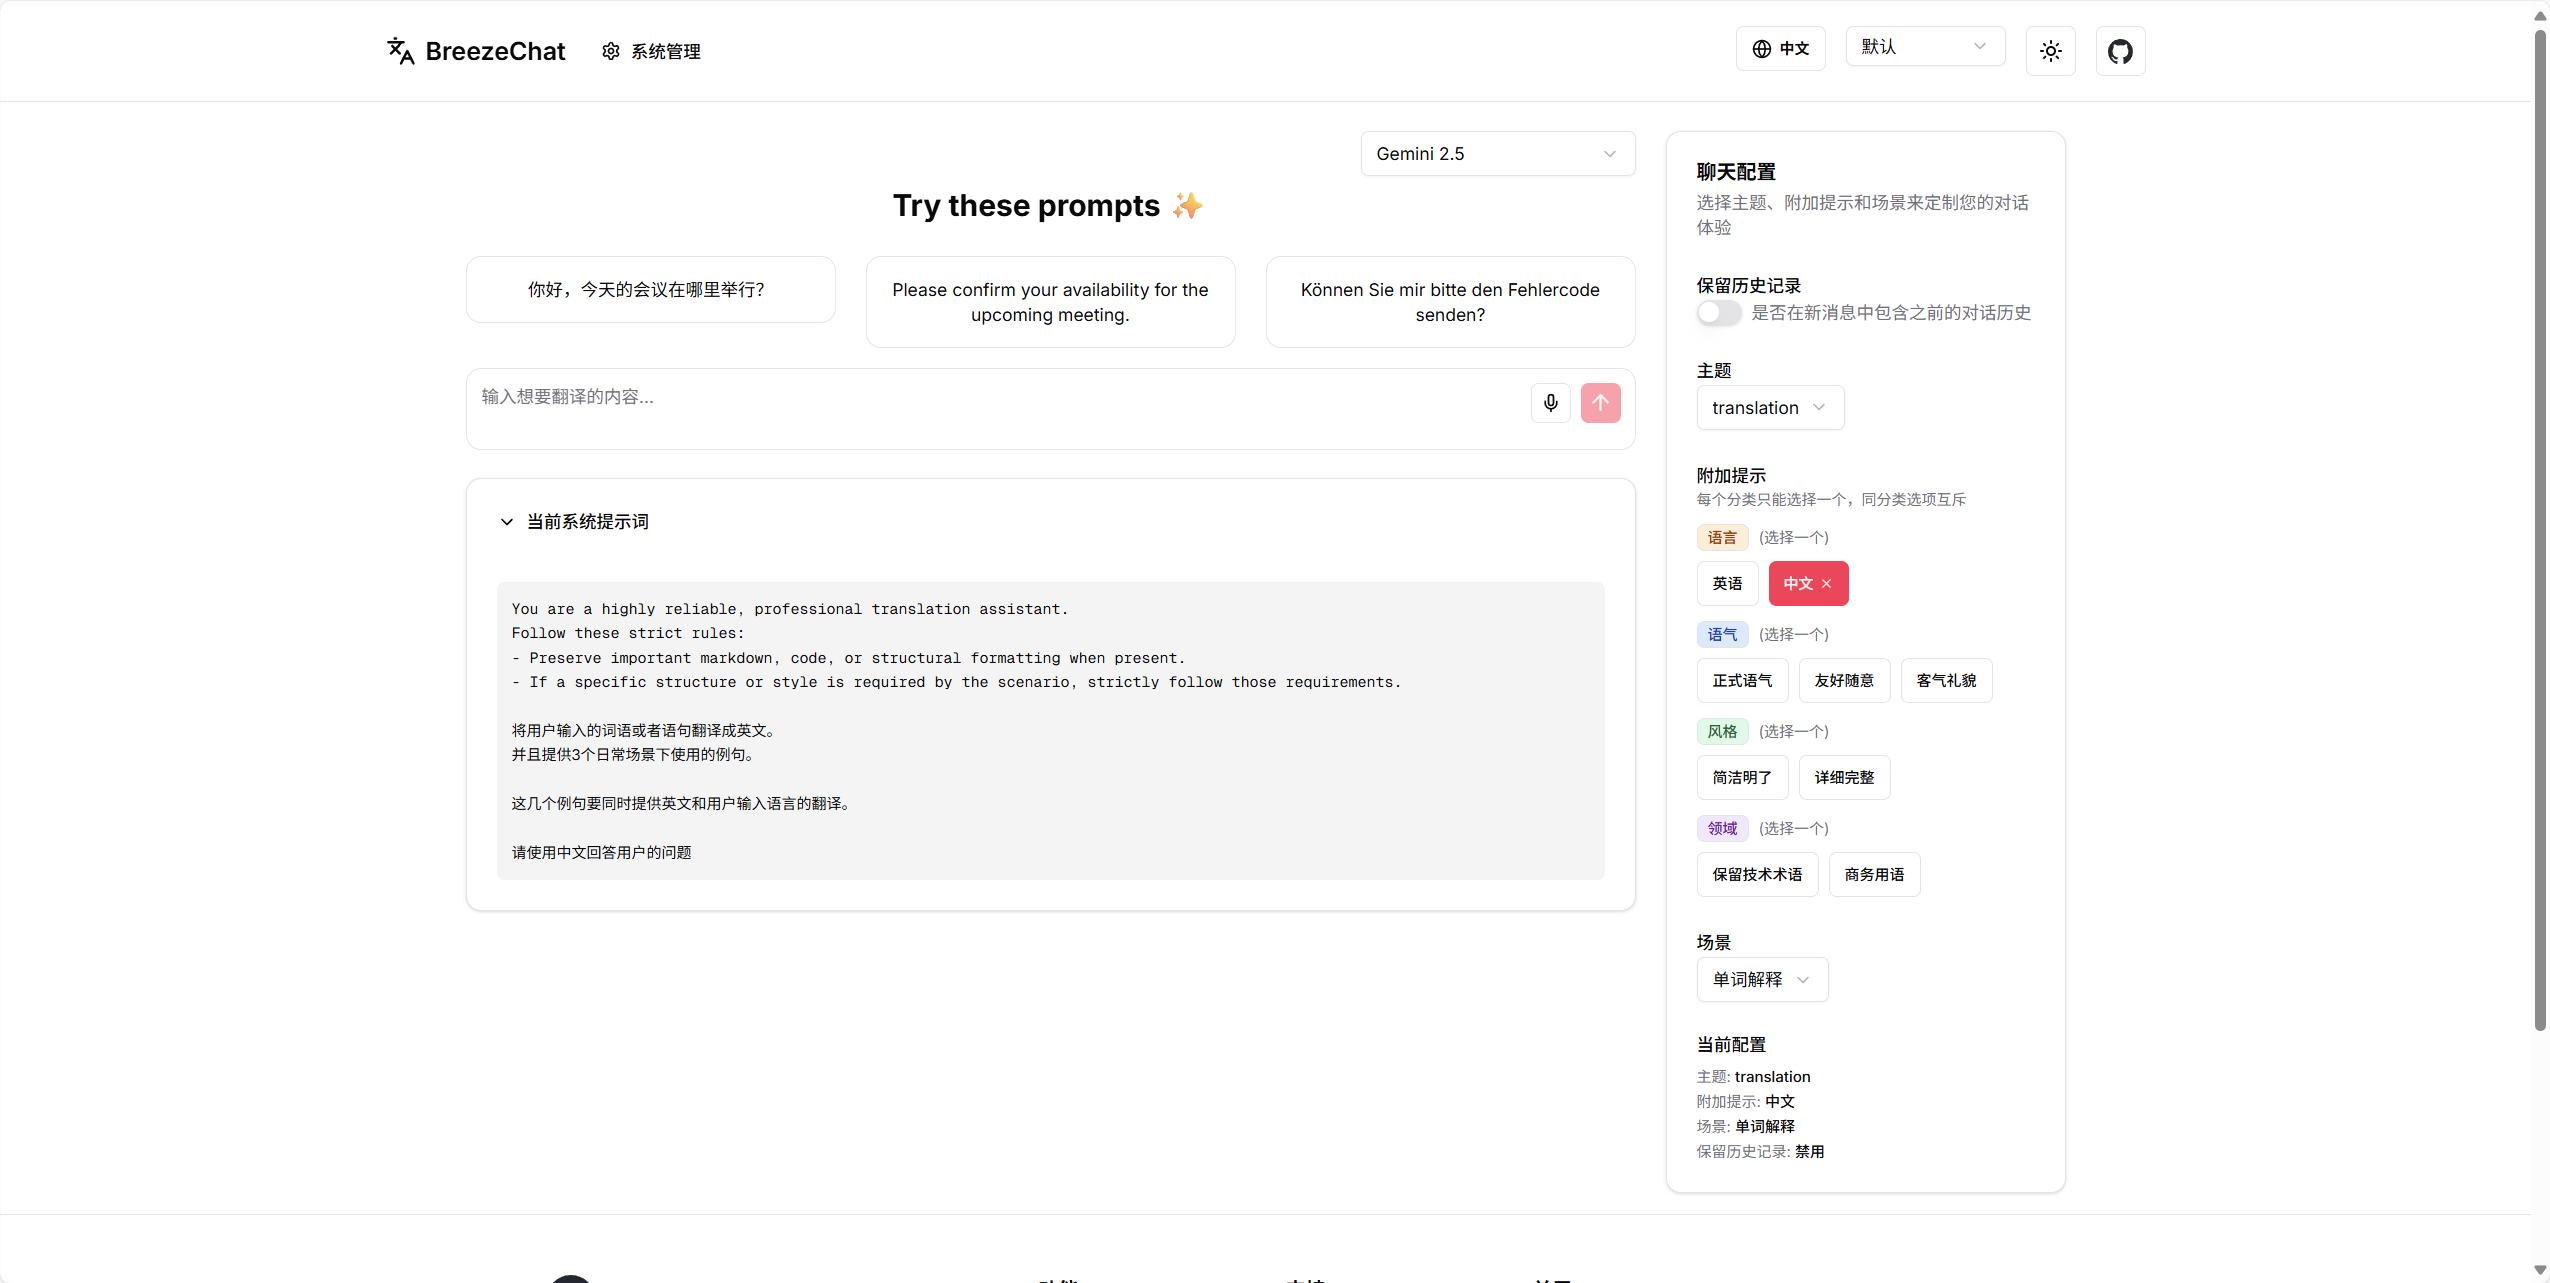 BreezeChat
系统管理
中文
默认
Gemini 2.5
Try these prompts ✨
你好，今天的会议在哪里举行？
Please confirm your availability for the
upcoming meeting.
Können Sie mir bitte den Fehlercode
senden?
输入想要翻译的内容...
当前系统提示词
You are a highly reliable, professional translation assistant.
Follow these strict rules:
- Preserve important markdown, code, or structural formatting when present.
- If a specific structure or style is required by the scenario, strictly follow those requirements.
将用户输入的词语或者语句翻译成英文。
并且提供3个日常场景下使用的例句。
这几个例句要同时提供英文和用户输入语言的翻译。
请使用中文回答用户的问题
聊天配置
选择主题、附加提示和场景来定制您的对话
体验
保留历史记录
是否在新消息中包含之前的对话历史
主题
translation
附加提示
每个分类只能选择一个，同分类选项互斥
语言 (选择一个)
英语 中文 ×
语气 (选择一个)
正式语气 友好随意 客气礼貌
风格 (选择一个)
简洁明了 详细完整
领域 (选择一个)
保留技术术语 商务用语
场景
单词解释
当前配置
主题: translation
附加提示: 中文
场景: 单词解释
保留历史记录: 禁用